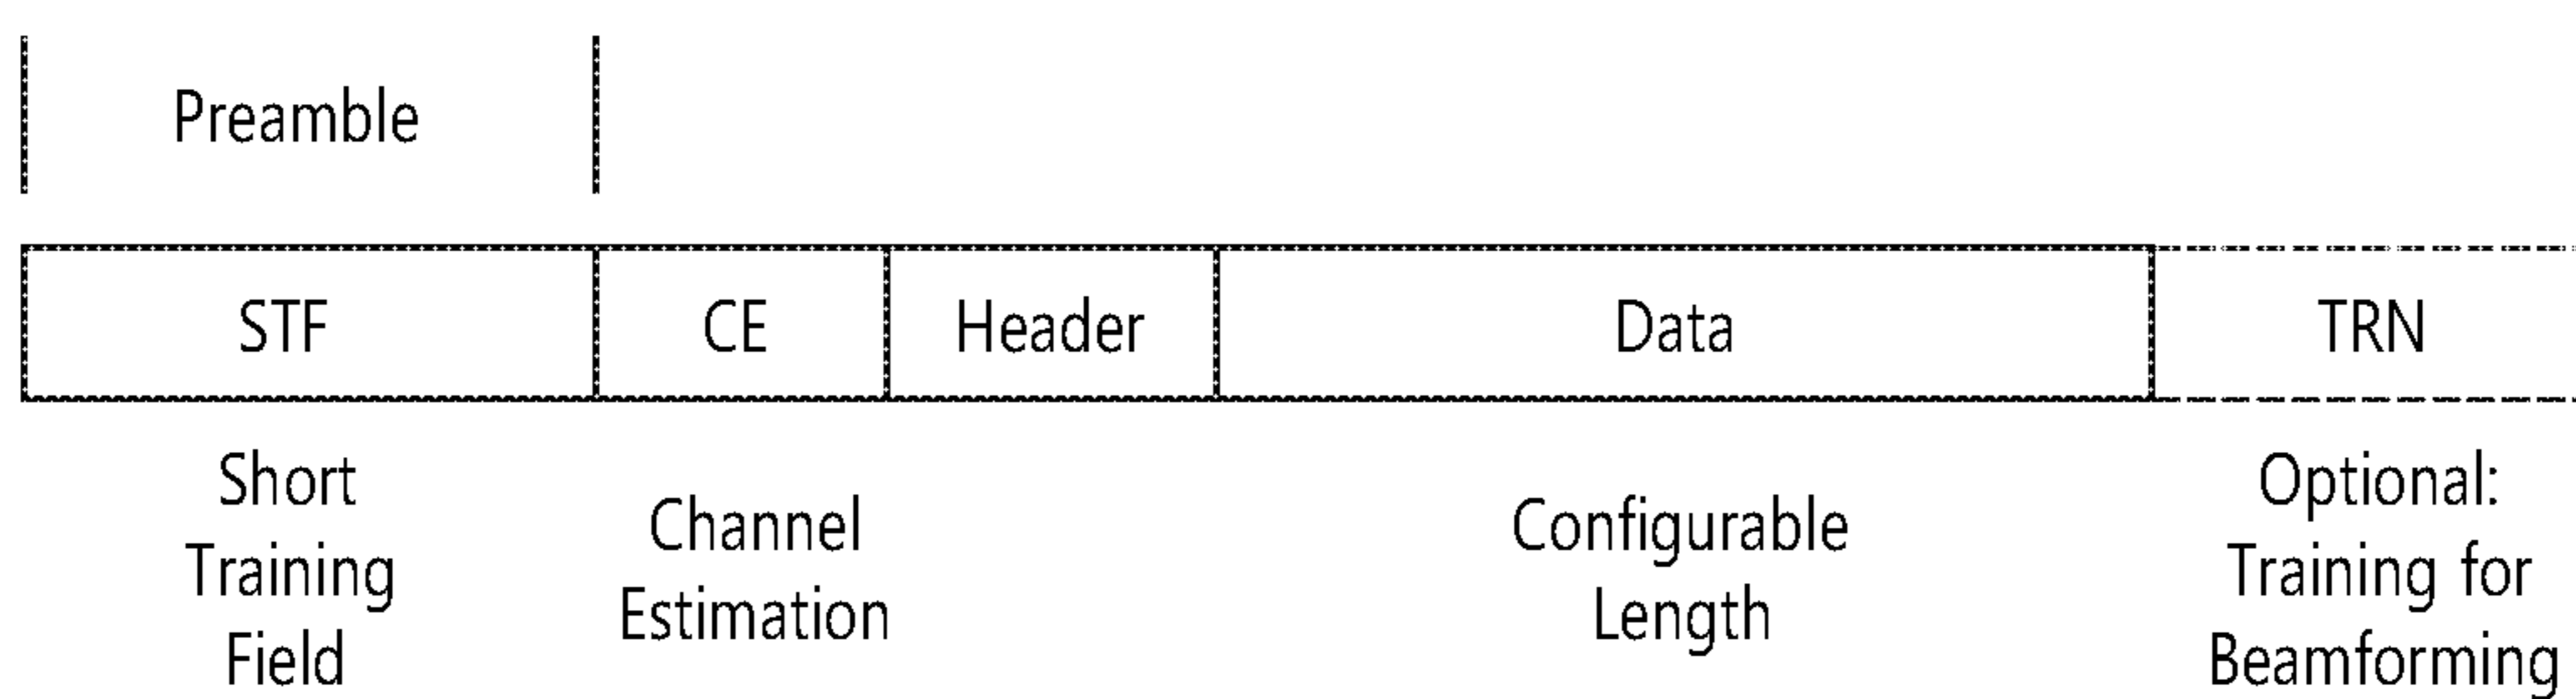 Preamble
STF CE Header Data TRN
Short
Training
Field
Channel
Estimation
Configurable
Length
Optional:
Training for
Beamforming